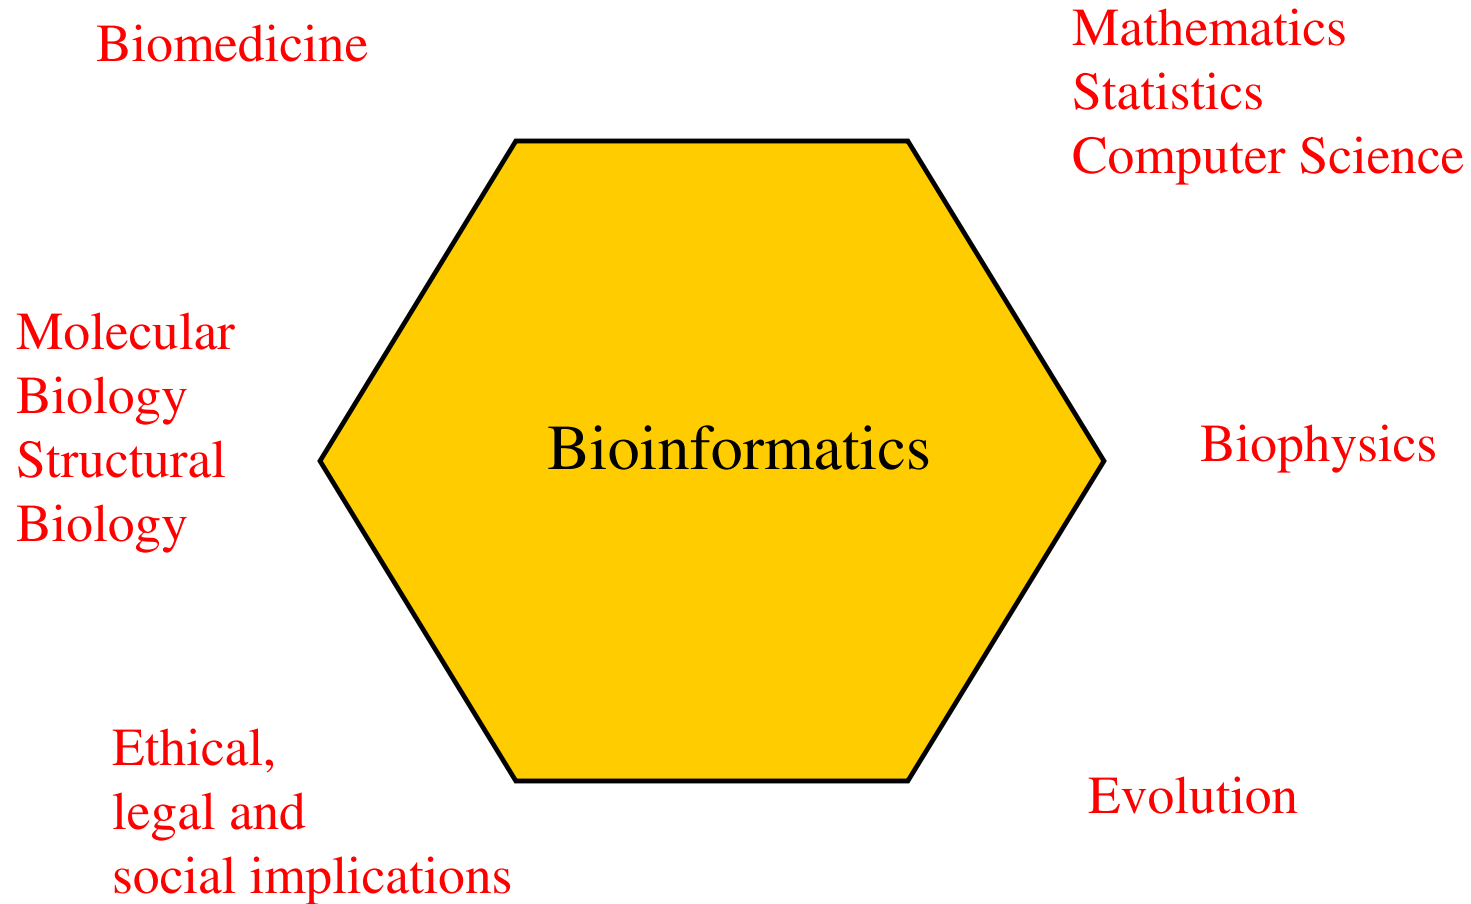 Biomedicine
Mathematics
Statistics
Computer Science
Molecular
Biology
Structural
Biology
Bioinformatics
Biophysics
Ethical,
legal and
social implications
Evolution